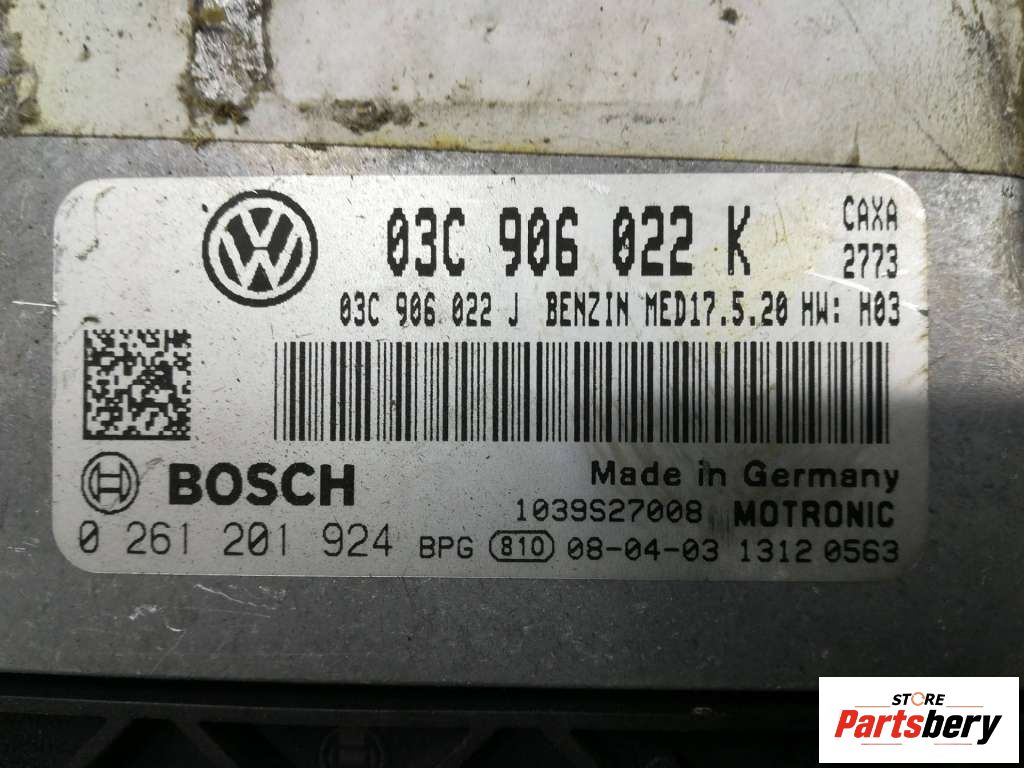 03C 906 022 K CAXA
2773
03C 906 022 J BENZIN MED17.5.20 HW: H03
BOSCH Made in Germany
1039S27008 MOTRONIC
0 261 201 924 BPG 810 08-04-03 1312 0563
STORE
Partsbery